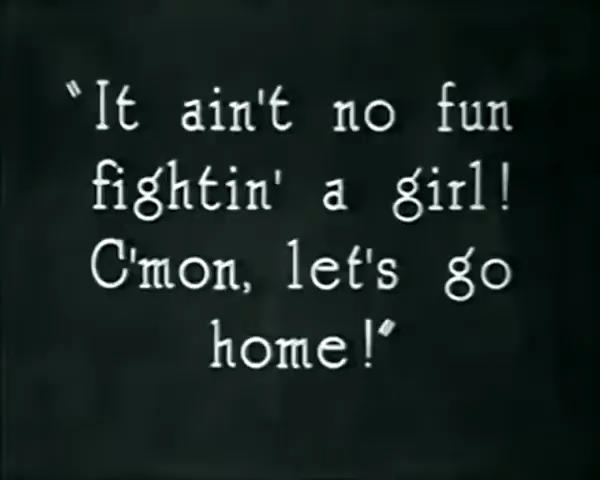 "It ain't no fun
fightin' a girl!
C'mon, let's go
home!"